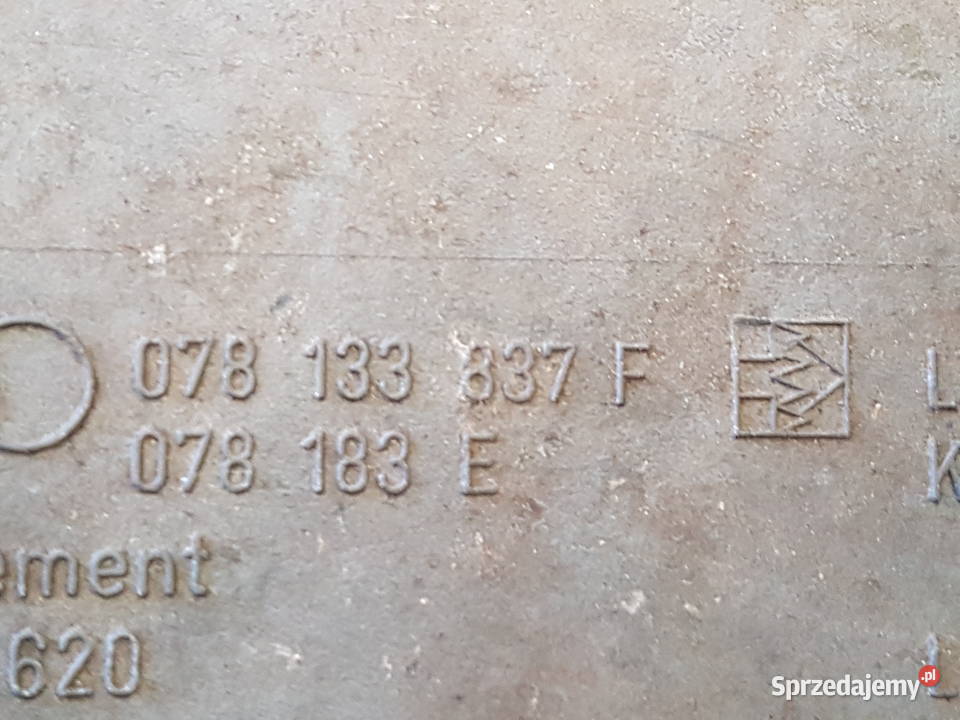 078 133 837 F
L
078 183 E
K
ement
620
L
Sprzedajemy.pl